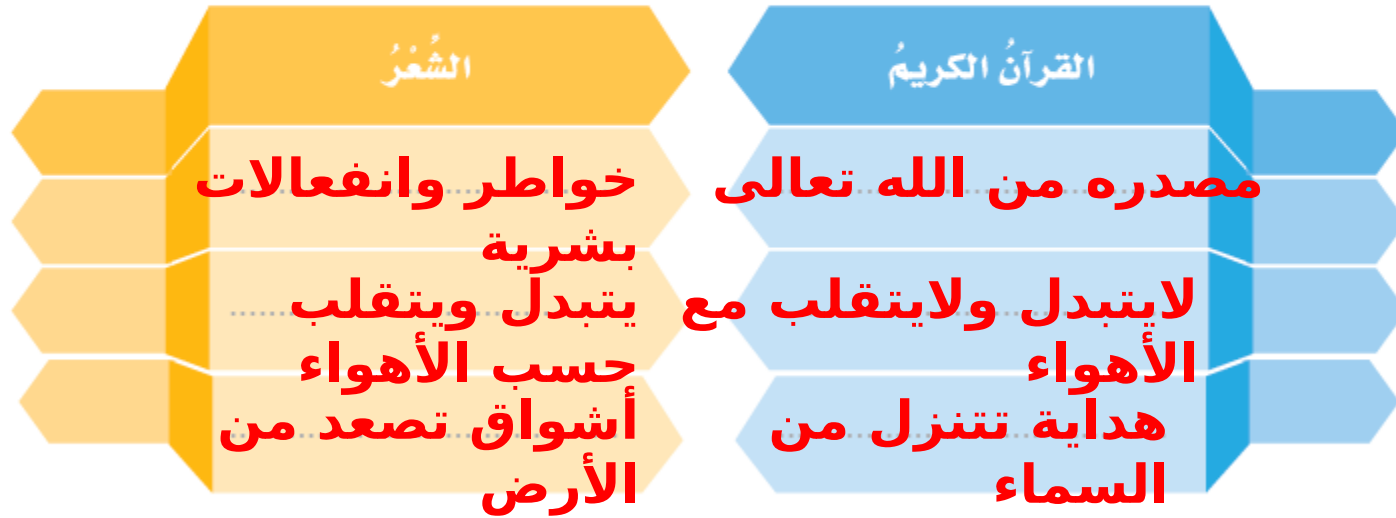 القرآنُ الكريمُ
مصدره من الله تعالى
لايتبدل ولايتقلب مع
الأهواء
هداية تتنزل من
السماء
الشِّعْرُ
خواطر وانفعالات
بشرية
يتبدل ويتقلب
حسب الأهواء
أشواق تصعد من
الأرض